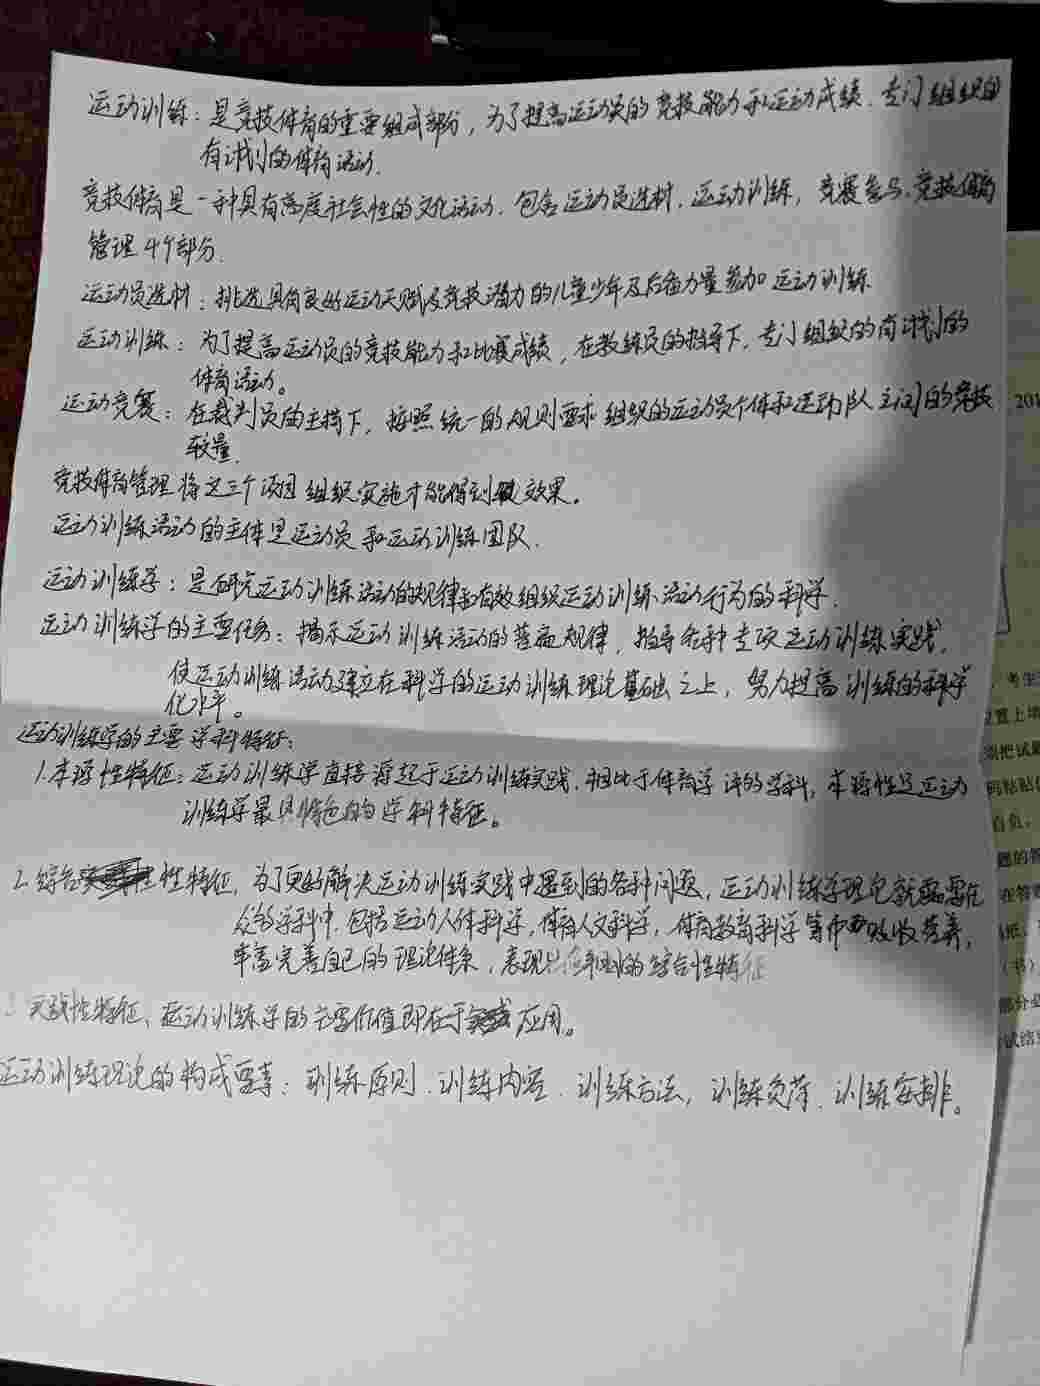 运动训练：是竞技体育的重要组成部分，为了提高运动员的竞技能力和运动成绩，专门组织的
有计划的体育活动.
竞技体育是一种具有高度社会性的文化活动. 包含运动员选材. 运动训练, 竞赛参与. 竞技体育
管理4个部分.
运动员选材：挑选具有良好运动天赋及竞技潜力的儿童少年及后备力量参加运动训练
运动训练：为了提高运动员的竞技能力和比赛成绩，在教练员的指导下，专门组织的有计划的
体育活动。
运动竞赛：在裁判员的主持下，按照统一的规则要求组织的运动员个体和运动队之间的竞技
较量.
竞技体育管理将这三个 组织实施才能得到 效果。
运动训练活动的主体是运动员和运动训练团队.
运动训练学：是研究运动训练活动的规律和有效组织运动训练活动行为的科学.
运动训练学的主要任务：揭示运动训练活动的普遍规律，指导各种专项运动训练实践,
使运动训练活动建立在科学的运动训练理论基础之上，努力提高训练的科学
化水平。
运动训练学的主要学科特征：
1.本源性特征：运动训练学直接源起于运动训练实践. 相比于体育学 的学科, 本源性是运动
训练学最具特色的学科特征。
2.综合性特征, 为了更好解决运动训练实践中遇到的各种问题, 运动训练学理论就需要在
众多学科中, 包括运动人体科学, 体育人文科学, 体育教育科学等中吸收营养,
丰富完善自己的理论体系, 表现出 的综合性特征
实践性特征、运动训练学的主要价值即在于应用。
运动训练理论的构成要素：训练原则. 训练内容. 训练方法, 训练负荷. 训练安排。
201
考生
位置上填
须把试题
码粘贴位
自负。
题的答
在答题
(书)
部分必
试结束